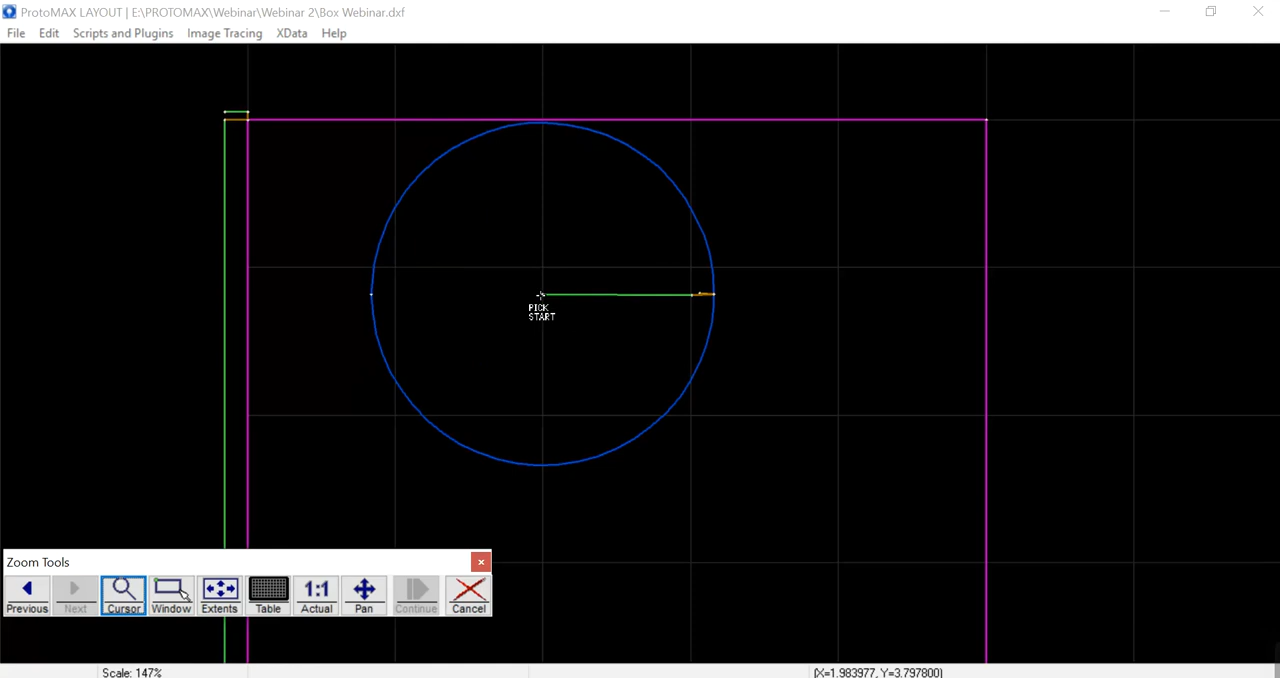 ProtoMAX LAYOUT | E:\PROTOMAX\Webinar\Webinar 2\Box Webinar.dxf
File Edit Scripts and Plugins Image Tracing XData Help
PICK
START
Zoom Tools
Previous Next Cursor Window Extents Table 1:1 Actual Pan Continue Cancel
Scale: 147% (X=1.983977, Y=3.797800)